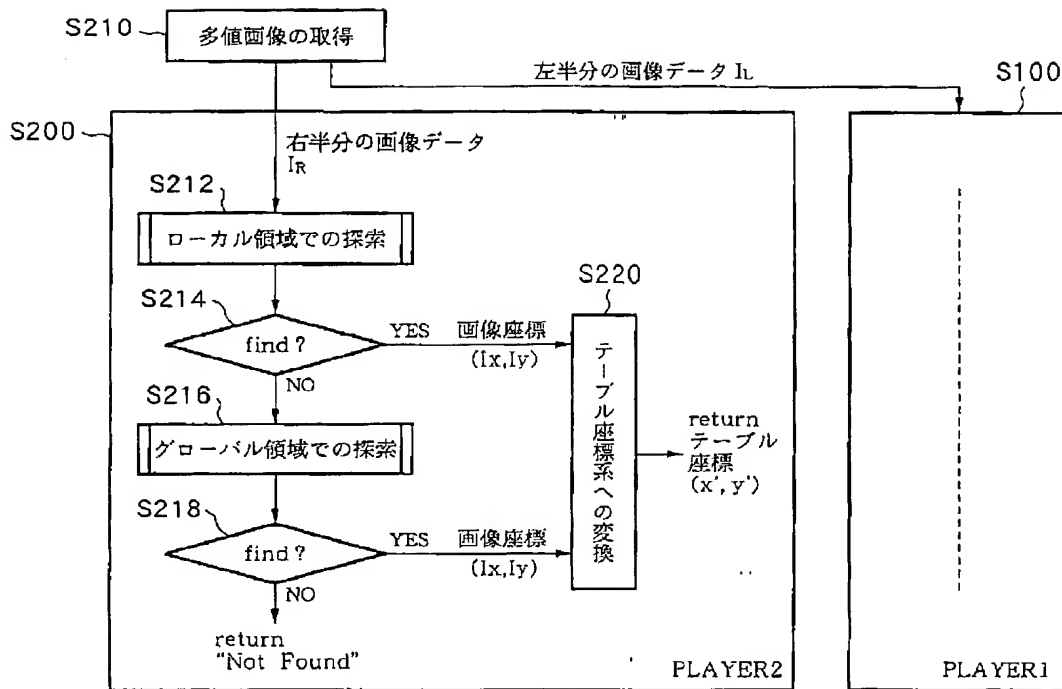 S210
多値画像の取得
左半分の画像データ IL
S100
S200
右半分の画像データ
IR
S212
ローカル領域での探索
S214
find?
YES
画像座標
(Ix,Iy)
NO
S220
テーブル座標系への変換
return
テーブル
座標
(x',y')
S216
グローバル領域での探索
S218
find?
YES
画像座標
(Ix,Iy)
NO
return
“Not Found”
PLAYER2
PLAYER1